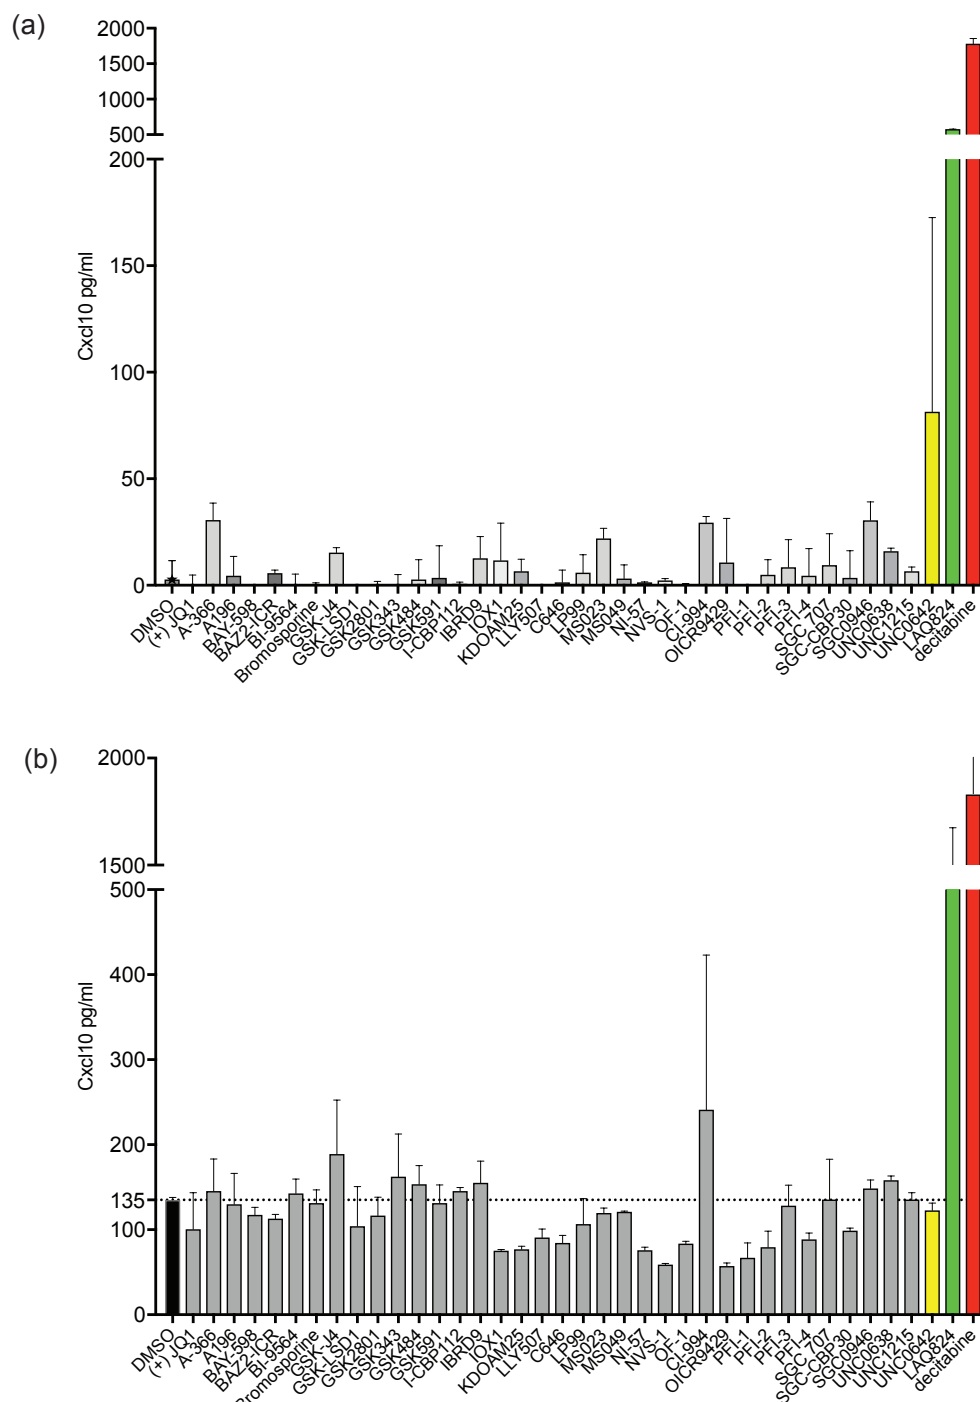 (a)
2000
1500
1000
500
200
150
100
50
0
Cxcl10 pg/ml
DMSO
(+) JQ1
A-366
A196
BAY-598
BAZ2-ICR
BI-9564
Bromosporine
GSK-J4
GSK-LSD1
GSK2801
GSK343
GSK484
GSK591
I-CBP112
IBRD9
IOX1
KDOAM25
LLY507
C646
LP99
MS023
MS049
NI-57
NVS-1
OF-1
CI-994
OICR9429
PFI-1
PFI-2
PFI-3
PFI-4
SGC-707
SGC-CBP30
SGC0946
UNC0638
UNC1215
UNC0642
LAQ824
decitabine
(b)
2000
1500
500
400
300
200
135
100
0
Cxcl10 pg/ml
DMSO
(+) JQ1
A-366
A196
BAY-598
BAZ2-ICR
BI-9564
Bromosporine
GSK-J4
GSK-LSD1
GSK2801
GSK343
GSK484
GSK591
I-CBP112
IBRD9
IOX1
KDOAM25
LLY507
C646
LP99
MS023
MS049
NI-57
NVS-1
OF-1
CI-994
OICR9429
PFI-1
PFI-2
PFI-3
PFI-4
SGC-707
SGC-CBP30
SGC0946
UNC0638
UNC1215
UNC0642
LAQ824
decitabine